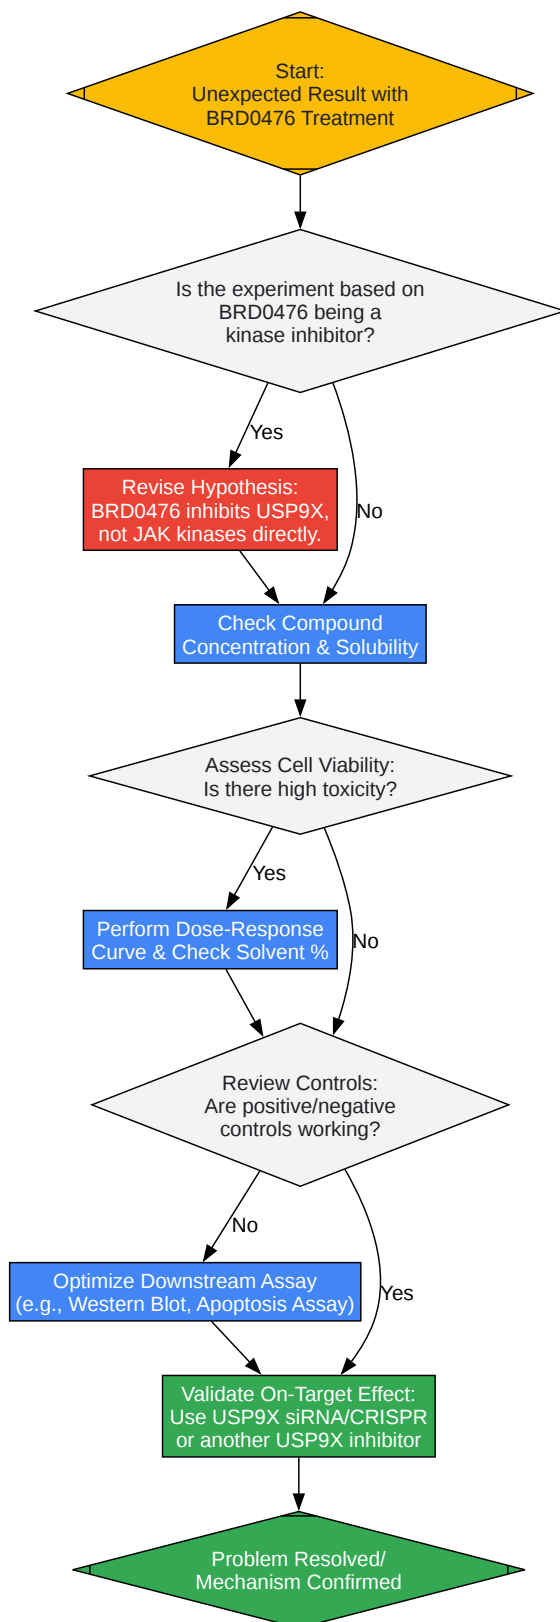 Start:
Unexpected Result with
BRD0476 Treatment
Is the experiment based on
BRD0476 being a
kinase inhibitor?
Yes
No
Revise Hypothesis:
BRD0476 inhibits USP9X,
not JAK kinases directly.
Check Compound
Concentration & Solubility
Assess Cell Viability:
Is there high toxicity?
Yes
No
Perform Dose-Response
Curve & Check Solvent %
Review Controls:
Are positive/negative
controls working?
No
Yes
Optimize Downstream Assay
(e.g., Western Blot, Apoptosis Assay)
Validate On-Target Effect:
Use USP9X siRNA/CRISPR
or another USP9X inhibitor
Problem Resolved/
Mechanism Confirmed